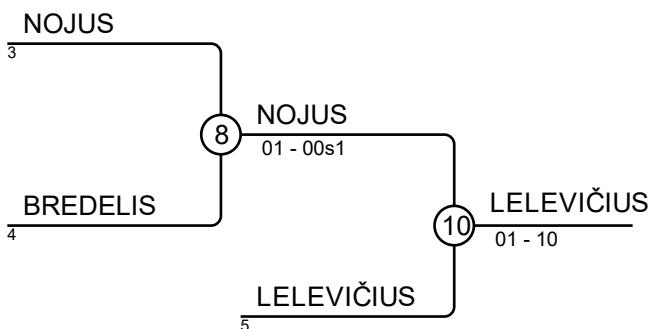 NOJUS
3
8
NOJUS
01 - 00s1
BREDELIS
4
10
LELEVIČIUS
01 - 10
LELEVIČIUS
5